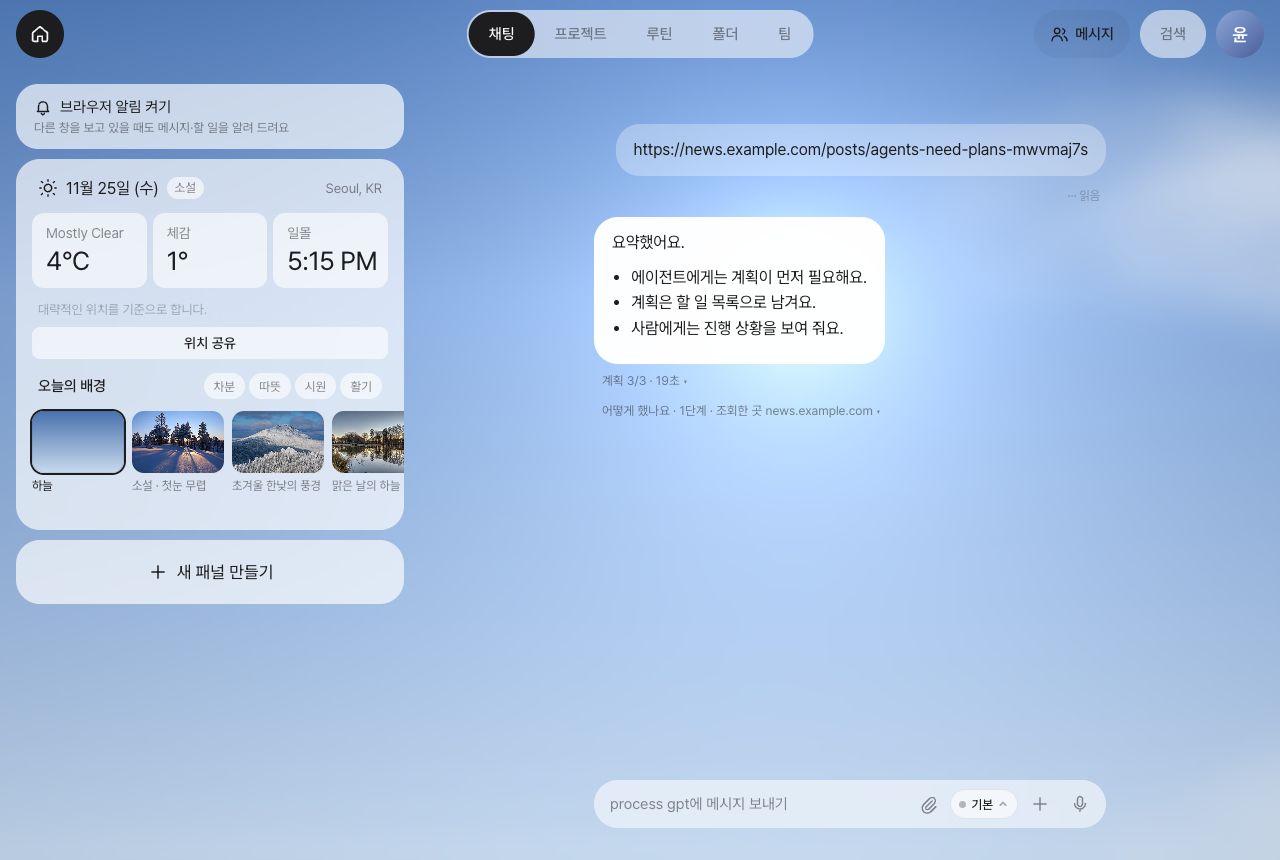 채팅
프로젝트
루틴
폴더
팀
메시지
검색
윤
브라우저 알림 켜기
다른 창을 보고 있을 때도 메시지·할 일을 알려 드려요
11월 25일 (수)
소설
Seoul, KR
Mostly Clear
4°C
체감
1°
일몰
5:15 PM
대략적인 위치를 기준으로 합니다.
위치 공유
오늘의 배경
차분
따뜻
시원
활기
하늘
소설 · 첫눈 무렵
초겨울 한낮의 풍경
맑은 날의 하늘
새 패널 만들기
https://news.example.com/posts/agents-need-plans-mwvmaj7s
··· 읽음
요약했어요.
• 에이전트에게는 계획이 먼저 필요해요.
• 계획은 할 일 목록으로 남겨요.
• 사람에게는 진행 상황을 보여 줘요.
계획 3/3 · 19초
어떻게 했나요 · 1단계 · 조회한 곳 news.example.com
process gpt에 메시지 보내기
기본